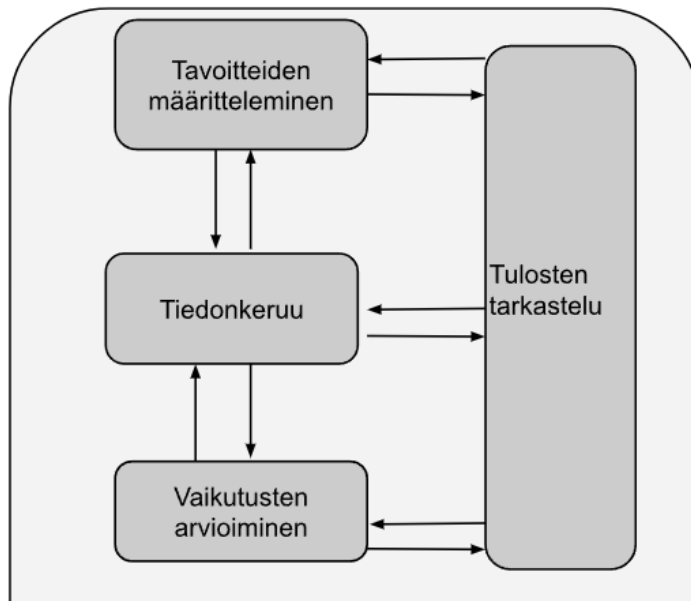 Tavoitteiden
määritteleminen
Tiedonkeruu
Tulosten
tarkastelu
Vaikutusten
arvioiminen